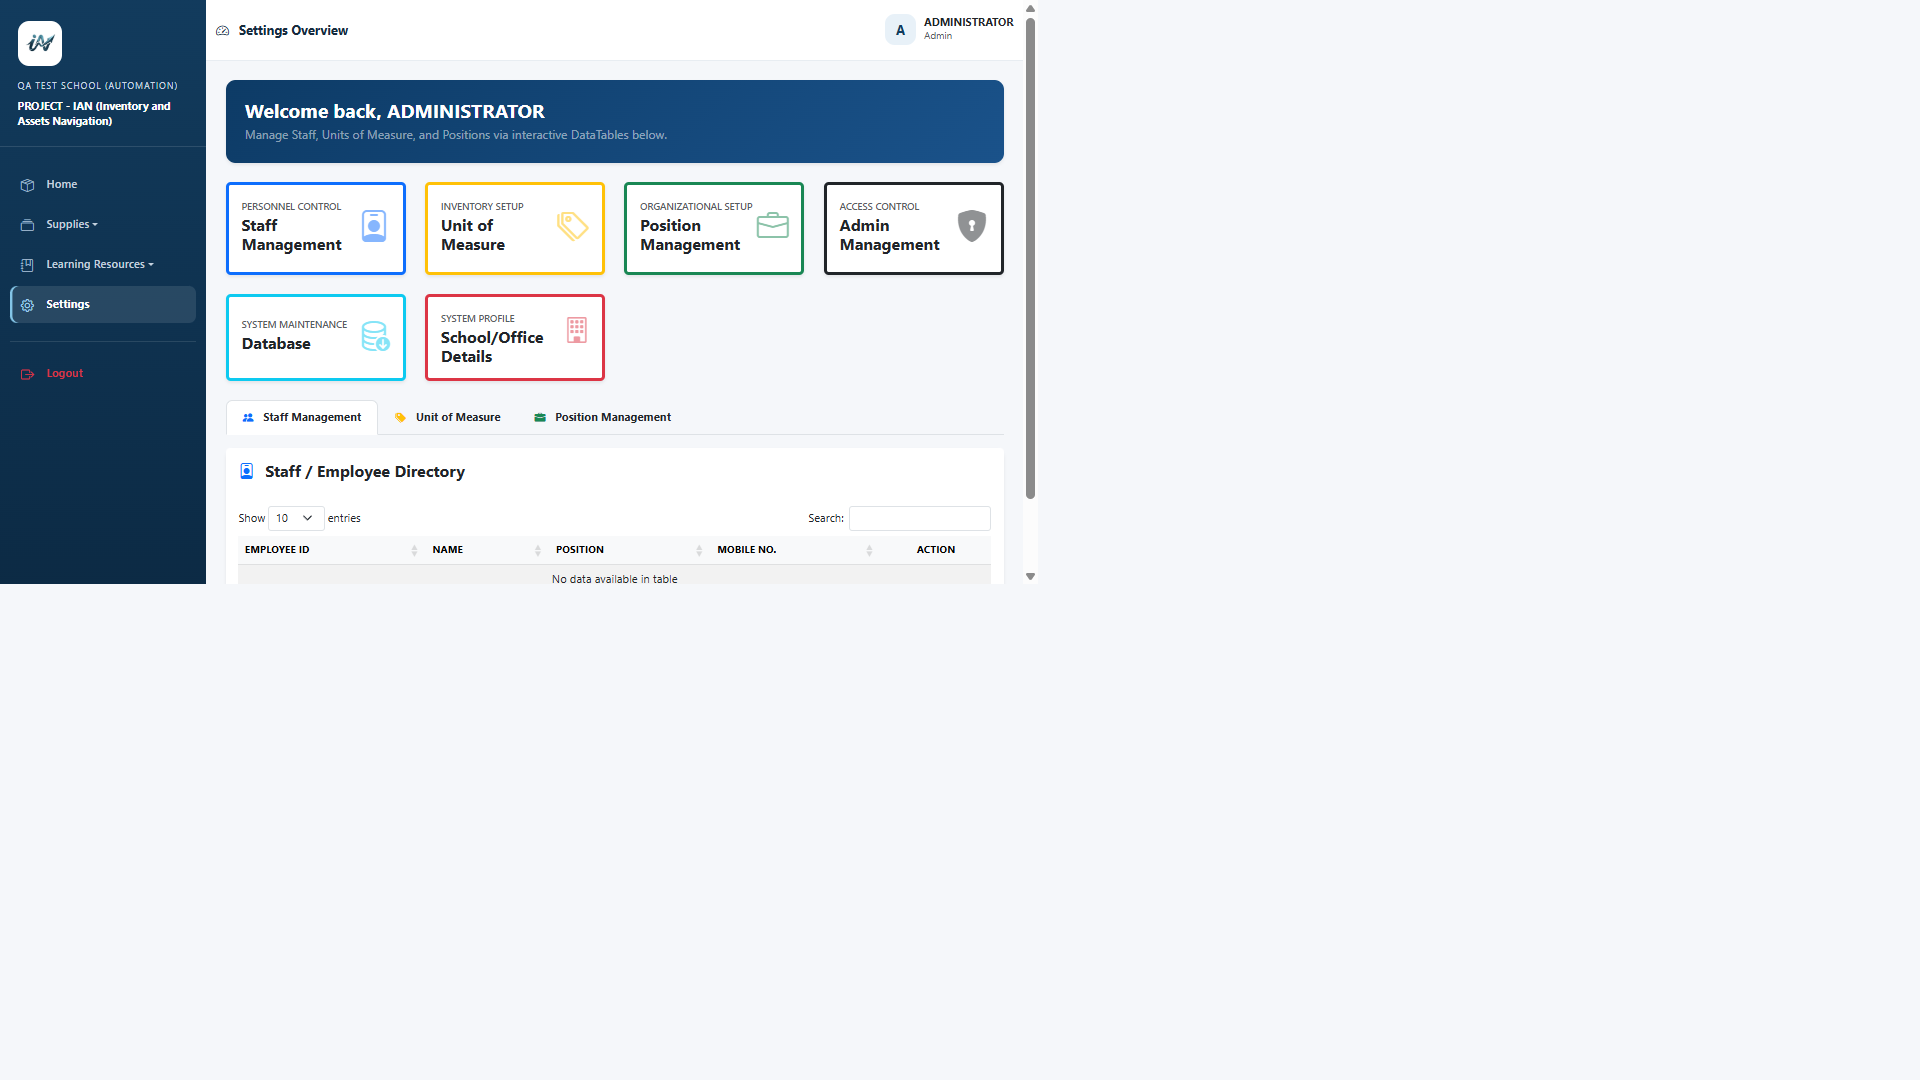 iAN
QA TEST SCHOOL (AUTOMATION)
PROJECT - IAN (Inventory and
Assets Navigation)
Home
Supplies
Learning Resources
Settings
Logout
Settings Overview
A
ADMINISTRATOR
Admin
Welcome back, ADMINISTRATOR
Manage Staff, Units of Measure, and Positions via interactive DataTables below.
PERSONNEL CONTROL
Staff
Management
INVENTORY SETUP
Unit of
Measure
ORGANIZATIONAL SETUP
Position
Management
ACCESS CONTROL
Admin
Management
SYSTEM MAINTENANCE
Database
SYSTEM PROFILE
School/Office
Details
Staff Management
Unit of Measure
Position Management
Staff / Employee Directory
Show 10 entries
Search:
EMPLOYEE ID NAME POSITION MOBILE NO. ACTION
No data available in table